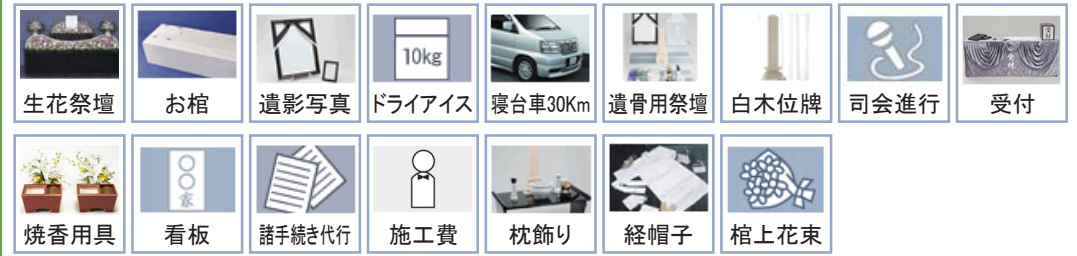 10kg
生花祭壇
お棺
遺影写真
ドライアイス
寝台車30Km
遺骨用祭壇
白木位牌
司会進行
受付
○○家
焼香用具
看板
諸手続き代行
施工費
枕飾り
経帽子
棺上花束